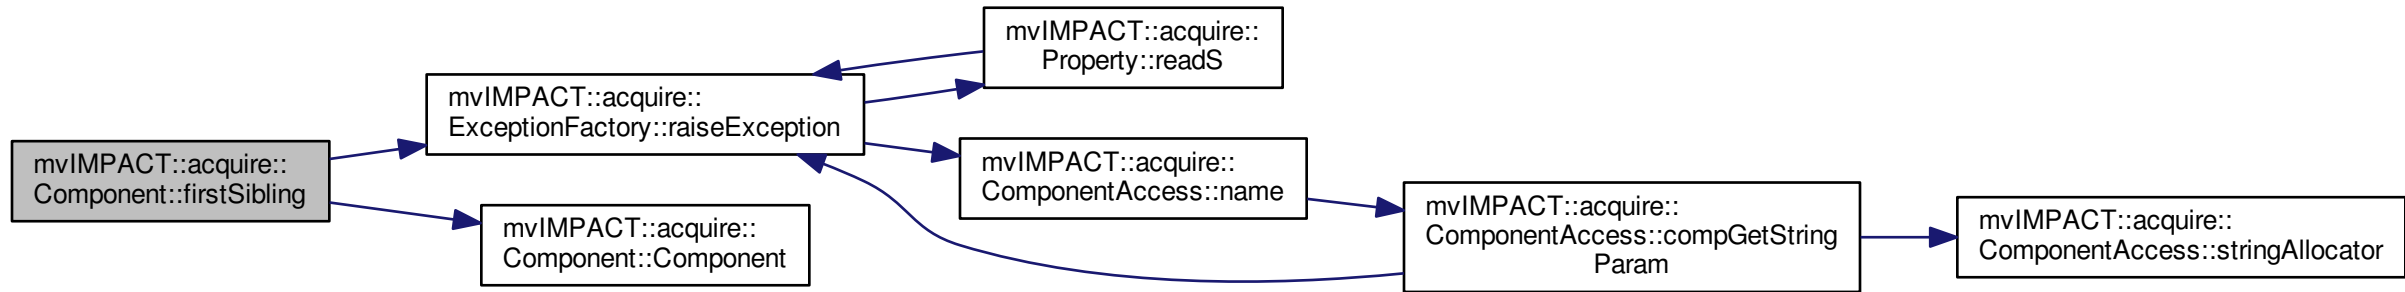 mvIMPACT::acquire::
Component::firstSibling
mvIMPACT::acquire::
ExceptionFactory::raiseException
mvIMPACT::acquire::
Component::Component
mvIMPACT::acquire::
Property::readS
mvIMPACT::acquire::
ComponentAccess::name
mvIMPACT::acquire::
ComponentAccess::compGetString
Param
mvIMPACT::acquire::
ComponentAccess::stringAllocator